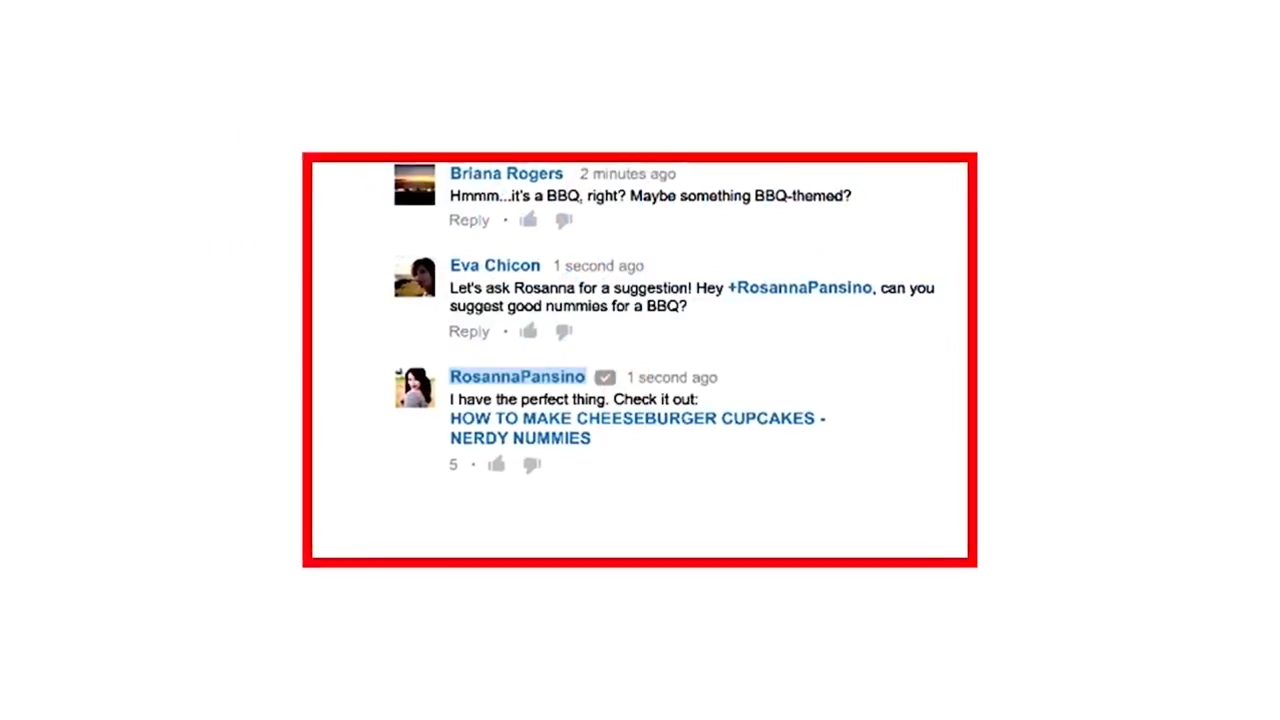 Briana Rogers 2 minutes ago
Hmmm...it's a BBQ, right? Maybe something BBQ-themed?
Reply •
Eva Chicon 1 second ago
Let's ask Rosanna for a suggestion! Hey +RosannaPansino, can you
suggest good nummies for a BBQ?
Reply •
RosannaPansino 1 second ago
I have the perfect thing. Check it out:
HOW TO MAKE CHEESEBURGER CUPCAKES -
NERDY NUMMIES
5 •